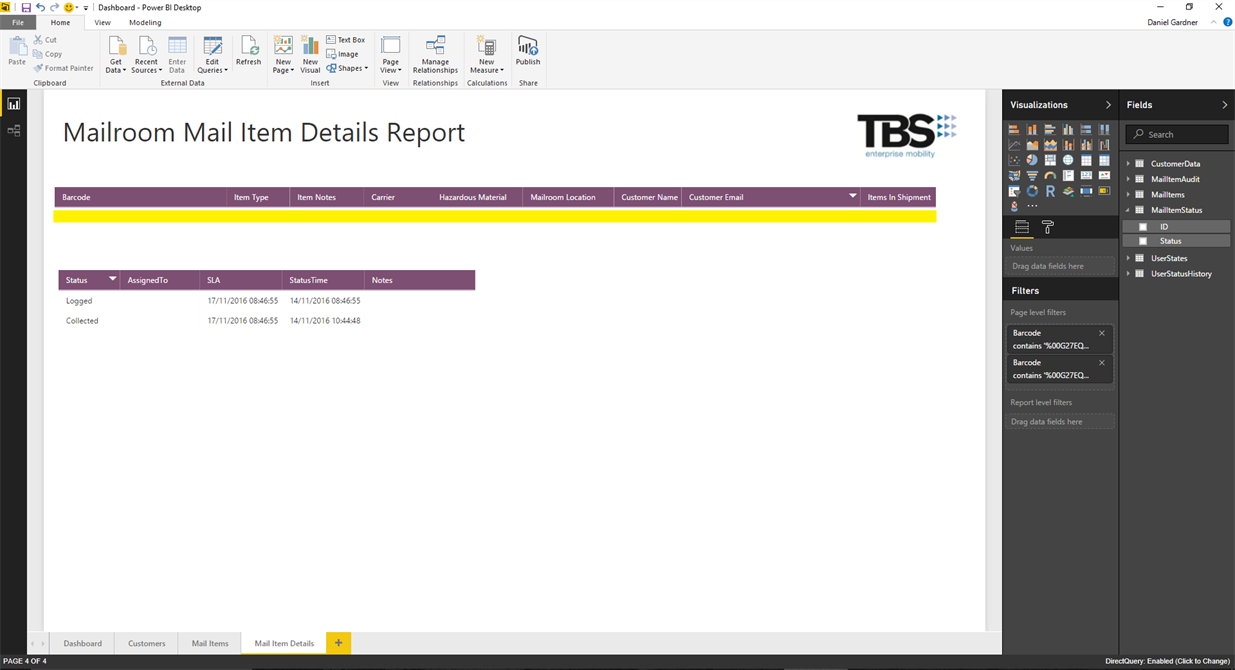 Dashboard - Power BI Desktop
File Home View Modeling
Daniel Gardner
Paste
Cut
Copy
Format Painter
Clipboard
Get Data
Recent Sources
Enter Data
Edit Queries
Refresh
External Data
New Page
New Visual
Text Box
Image
Shapes
Insert
Page View
View
Manage Relationships
Relationships
New Measure
Calculations
Publish
Share
Mailroom Mail Item Details Report
TBS
enterprise mobility
Barcode Item Type Item Notes Carrier Hazardous Material Mailroom Location Customer Name Customer Email Items In Shipment
Status AssignedTo SLA StatusTime Notes
Logged 17/11/2016 08:46:55 14/11/2016 08:46:55
Collected 17/11/2016 08:46:55 14/11/2016 10:44:48
Visualizations
R
Values
Drag data fields here
Filters
Page level filters
Barcode
contains '%00G27EQ...
Barcode
contains '%00G27EQ...
Report level filters
Drag data fields here
Fields
Search
CustomerData
MailItemAudit
MailItems
MailItemStatus
ID
Status
UserStates
UserStatusHistory
Dashboard Customers Mail Items Mail Item Details +
PAGE 4 OF 4
DirectQuery: Enabled (Click to Change)